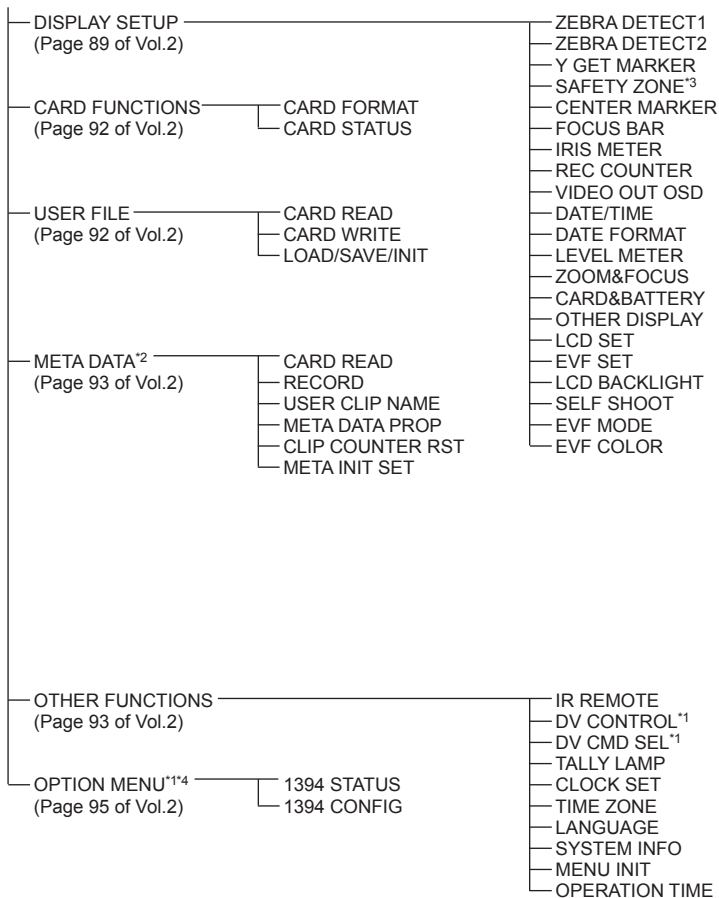 DISPLAY SETUP
(Page 89 of Vol.2)
ZEBRA DETECT1
ZEBRA DETECT2
Y GET MARKER
SAFETY ZONE*3
CENTER MARKER
FOCUS BAR
IRIS METER
REC COUNTER
VIDEO OUT OSD
DATE/TIME
DATE FORMAT
LEVEL METER
ZOOM&FOCUS
CARD&BATTERY
OTHER DISPLAY
LCD SET
EVF SET
LCD BACKLIGHT
SELF SHOOT
EVF MODE
EVF COLOR
CARD FUNCTIONS
(Page 92 of Vol.2)
CARD FORMAT
CARD STATUS
USER FILE
(Page 92 of Vol.2)
CARD READ
CARD WRITE
LOAD/SAVE/INIT
META DATA*2
(Page 93 of Vol.2)
CARD READ
RECORD
USER CLIP NAME
META DATA PROP
CLIP COUNTER RST
META INIT SET
OTHER FUNCTIONS
(Page 93 of Vol.2)
IR REMOTE
DV CONTROL*1
DV CMD SEL*1
TALLY LAMP
CLOCK SET
TIME ZONE
LANGUAGE
SYSTEM INFO
MENU INIT
OPERATION TIME
OPTION MENU*1*4
(Page 95 of Vol.2)
1394 STATUS
1394 CONFIG